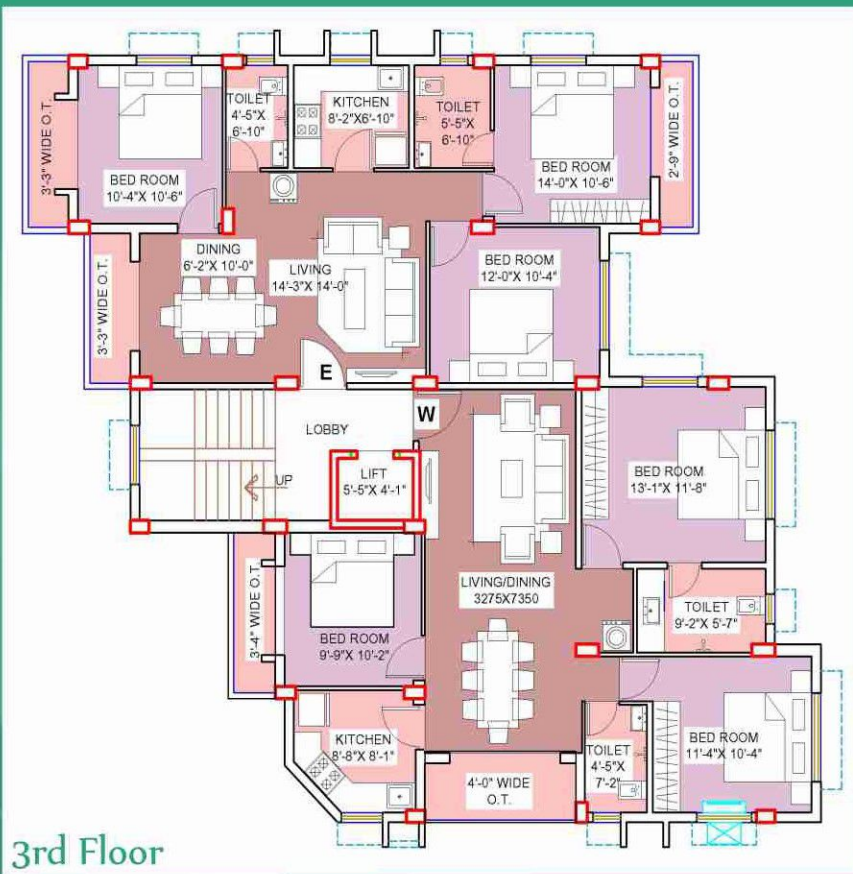 TOILET
4'-5"X
6'-10"
KITCHEN
8'-2"X6'-10"
TOILET
5'-5"X
6'-10"
3'-3" WIDE O.T.
BED ROOM
10'-4"X 10'-6"
BED ROOM
14'-0"X 10'-6"
2'-9" WIDE O.T.
3'-3" WIDE O.T.
DINING
6'-2"X 10'-0"
LIVING
14'-3"X 14'-0"
BED ROOM
12'-0"X 10'-4"
E
W
LOBBY
UP
LIFT
5'-5"X 4'-1"
BED ROOM
13'-1"X 11'-8"
LIVING/DINING
3275X7350
TOILET
9'-2"X 5'-7"
3'-4" WIDE O.T.
BED ROOM
9'-9"X 10'-2"
KITCHEN
8'-8"X 8'-1"
4'-0" WIDE
O.T.
TOILET
4'-5"X
7'-2"
BED ROOM
11'-4"X 10'-4"
3rd Floor